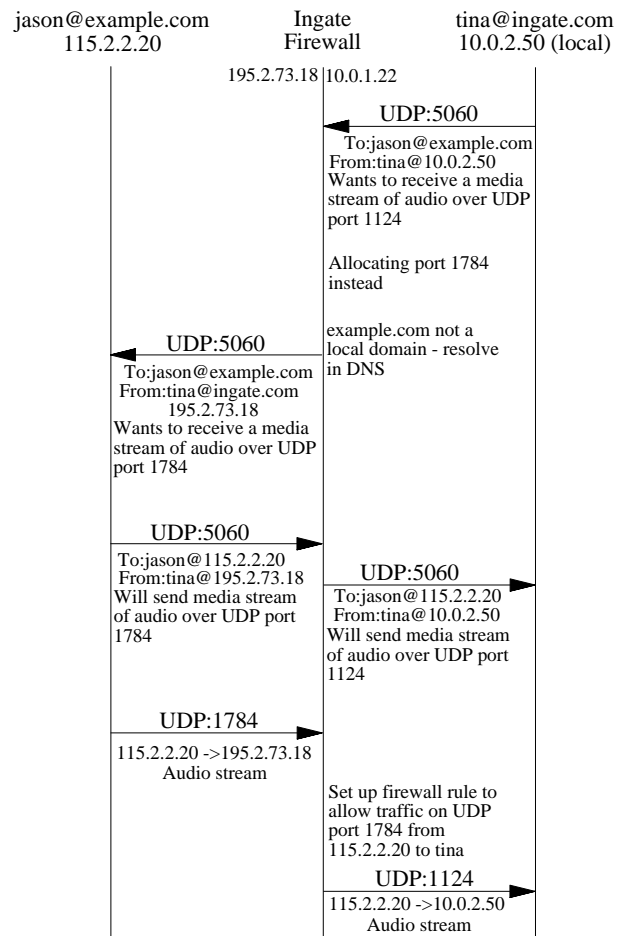 jason@example.com
115.2.2.20
Ingate
Firewall
tina@ingate.com
10.0.2.50 (local)
195.2.73.18
10.0.1.22
UDP:5060
To:jason@example.com
From:tina@10.0.2.50
Wants to receive a media
stream of audio over UDP
port 1124
Allocating port 1784
instead
example.com not a
local domain - resolve
in DNS
UDP:5060
To:jason@example.com
From:tina@ingate.com
195.2.73.18
Wants to receive a media
stream of audio over UDP
port 1784
UDP:5060
To:jason@115.2.2.20
From:tina@195.2.73.18
Will send media stream
of audio over UDP port
1784
UDP:5060
To:jason@115.2.2.20
From:tina@10.0.2.50
Will send media stream
of audio over UDP port
1124
UDP:1784
115.2.2.20 ->195.2.73.18
Audio stream
Set up firewall rule to
allow traffic on UDP
port 1784 from
115.2.2.20 to tina
UDP:1124
115.2.2.20 ->10.0.2.50
Audio stream